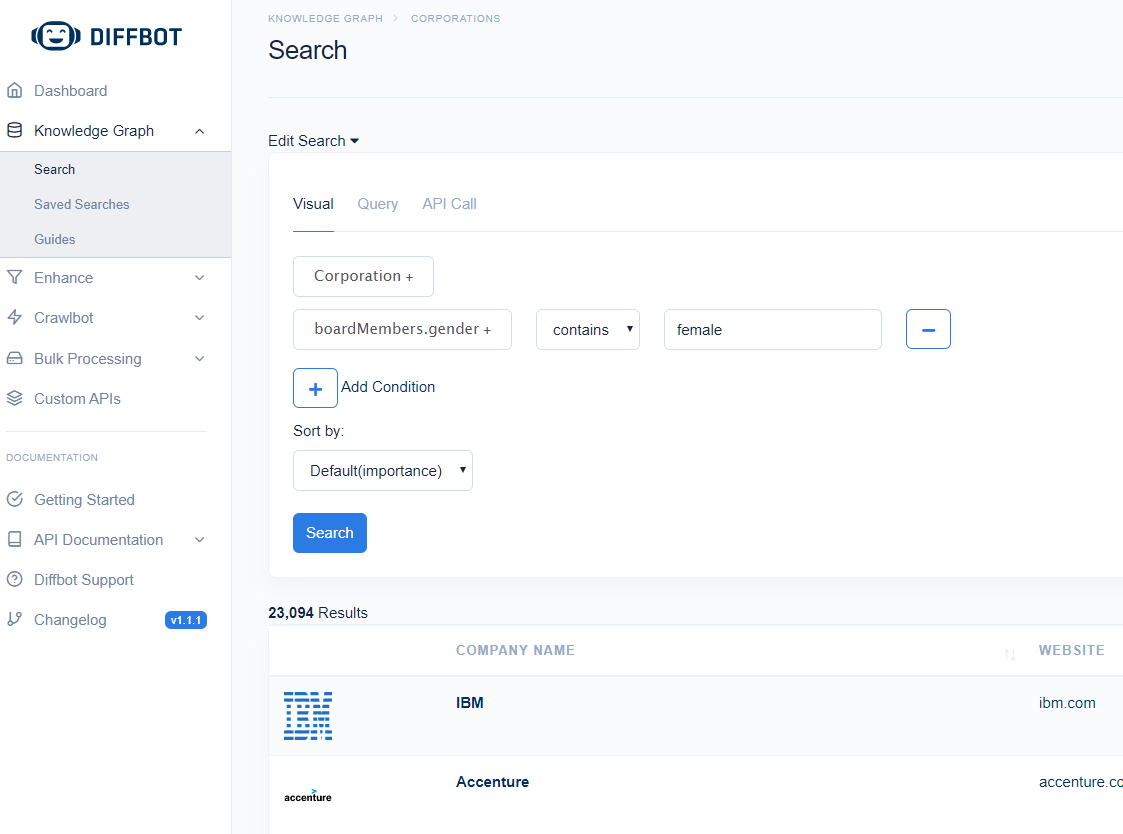 DIFFBOT
Dashboard
Knowledge Graph
Search
Saved Searches
Guides
Enhance
Crawlbot
Bulk Processing
Custom APIs
DOCUMENTATION
Getting Started
API Documentation
Diffbot Support
Changelog v1.1.1
KNOWLEDGE GRAPH > CORPORATIONS
Search
Edit Search
Visual Query API Call
Corporation +
boardMembers.gender + contains female −
+ Add Condition
Sort by:
Default(importance)
Search
23,094 Results
COMPANY NAME WEBSITE
IBM IBM ibm.com
accenture Accenture accenture.co